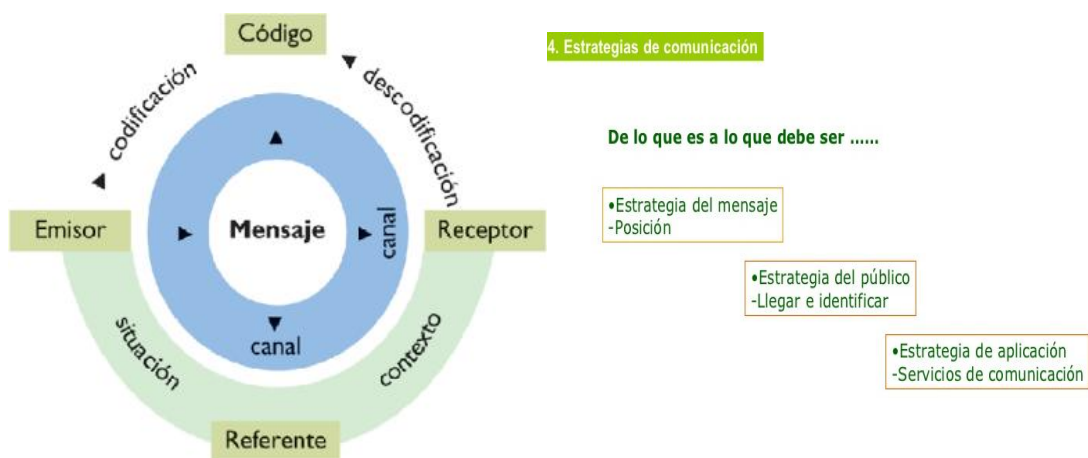 Código
codificación
descodificación
Emisor
Mensaje
canal
Receptor
canal
situación
contexto
Referente
4. Estrategias de comunicación
De lo que es a lo que debe ser ......
•Estrategia del mensaje
-Posición
•Estrategia del público
-Llegar e identificar
•Estrategia de aplicación
-Servicios de comunicación